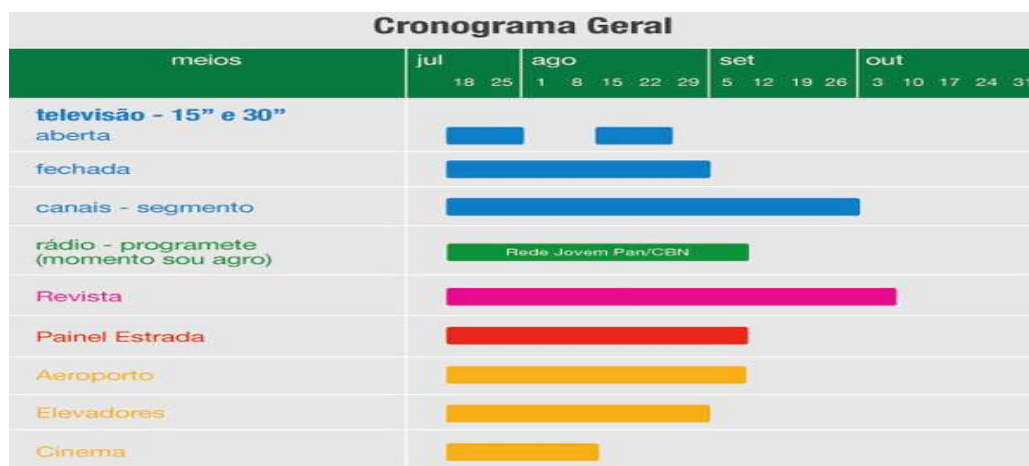 Cronograma Geral
meios jul ago set out
18 25 1 8 15 22 29 5 12 19 26 3 10 17 24 31
televisão - 15” e 30”
aberta
fechada
canais - segmento
rádio - programete
(momento sou agro)
Rede Jovem Pan/CBN
Revista
Painel Estrada
Aeroporto
Elevadores
Cinema